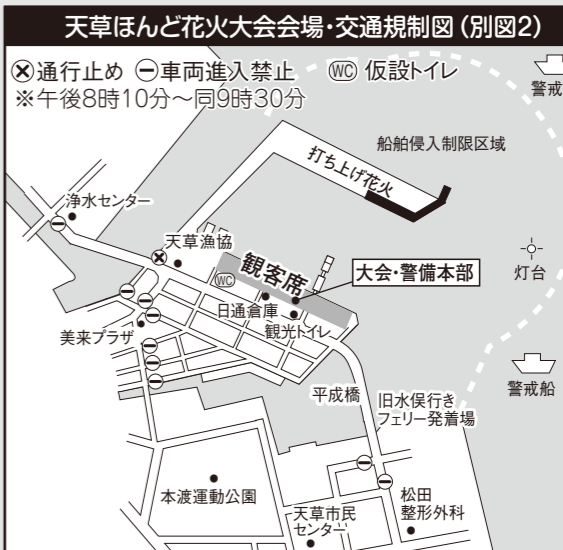 天草ほんど花火大会会場・交通規制図(別図2)
通行止め 車両進入禁止 WC 仮設トイレ
※午後8時10分〜同9時30分
警戒
船舶侵入制限区域
打ち上げ花火
浄水センター
天草漁協
観客席
WC
大会・警備本部
灯台
日通倉庫
観光トイレ
美来プラザ
警戒船
平成橋
旧水俣行き
フェリー発着場
本渡運動公園
松田
整形外科
天草市民
センター